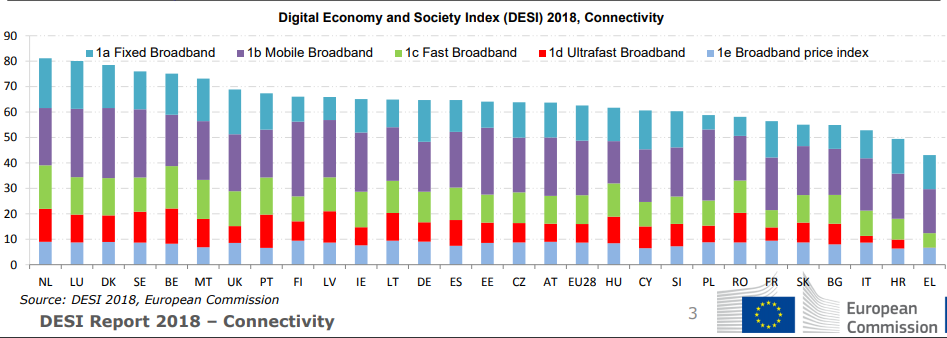 Digital Economy and Society Index (DESI) 2018, Connectivity
90
1a Fixed Broadband 1b Mobile Broadband 1c Fast Broadband 1d Ultrafast Broadband 1e Broadband price index
80
70
60
50
40
30
20
10
0
NL LU DK SE BE MT UK PT FI LV IE LT DE ES EE CZ AT EU28 HU CY SI PL RO FR SK BG IT HR EL
Source: DESI 2018, European Commission
DESI Report 2018 – Connectivity
3
European
Commission